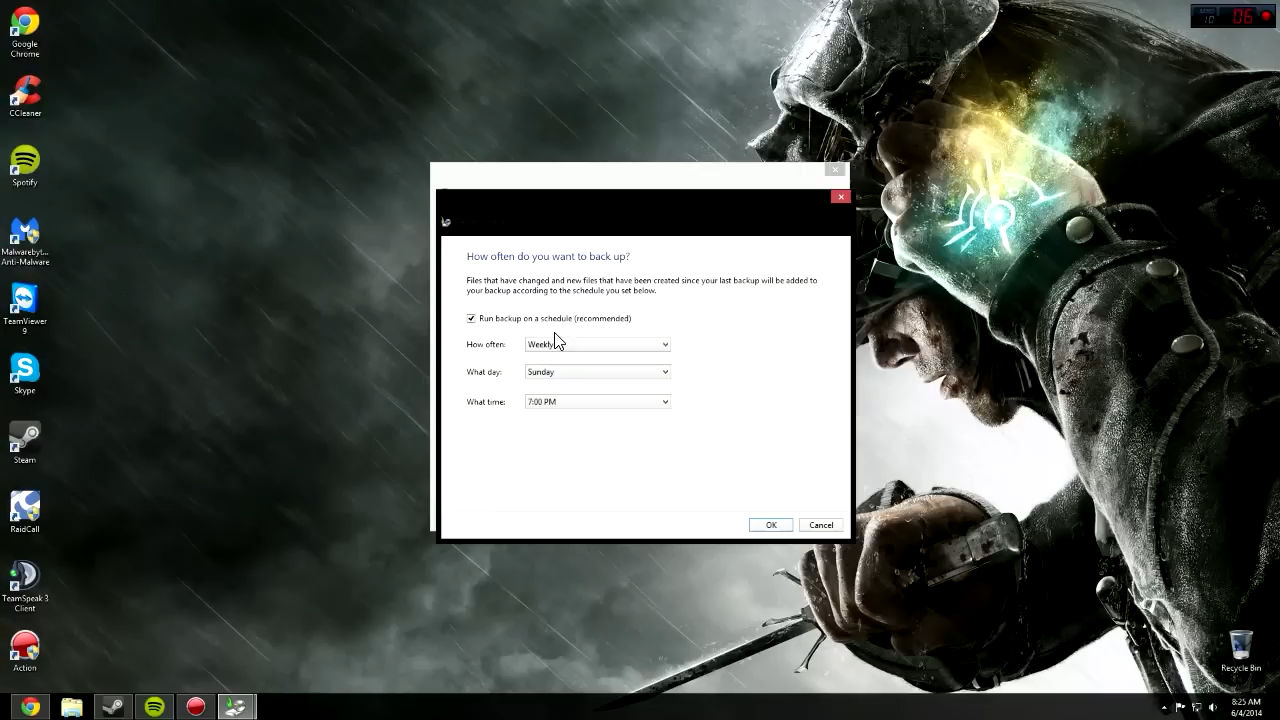 Google
Chrome
CCleaner
Spotify
Malwarebyt...
Anti-Malware
TeamViewer
9
Skype
Steam
RaidCall
TeamSpeak 3
Client
Action
10
06
How often do you want to back up?
Files that have changed and new files that have been created since your last backup will be added to
your backup according to the schedule you set below.
Run backup on a schedule (recommended)
How often: Weekly
What day: Sunday
What time: 7:00 PM
OK Cancel
Recycle Bin
8:25 AM
6/4/2014